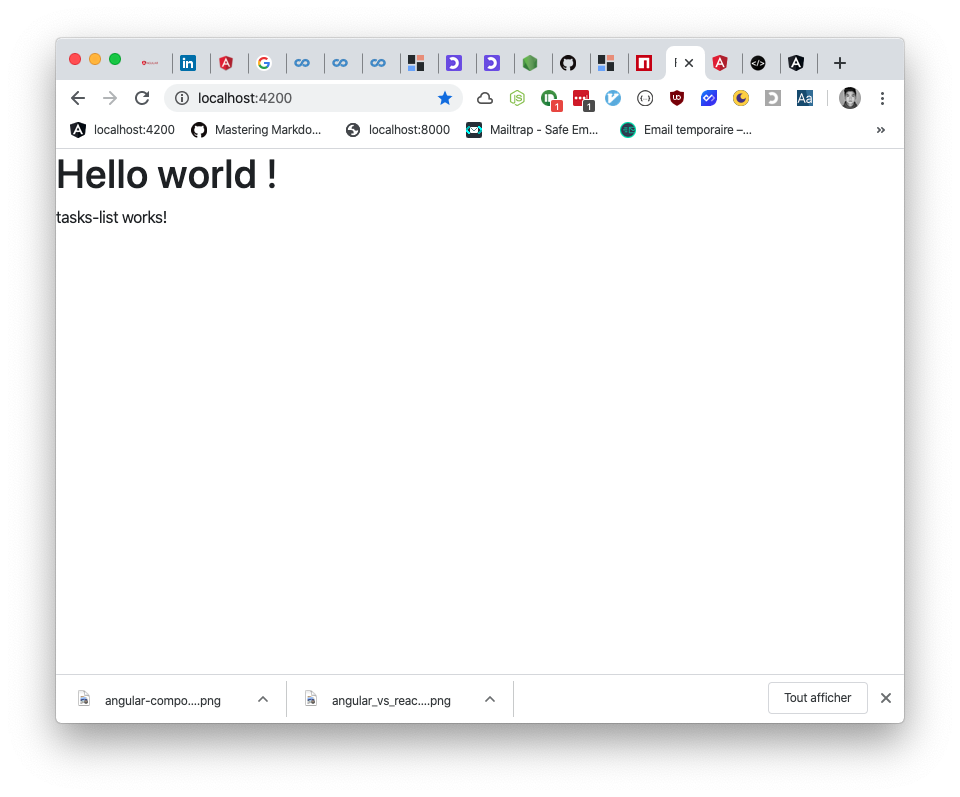 localhost:4200
localhost:4200 Mastering Markdo... localhost:8000 Mailtrap - Safe Em... Email temporaire –... »
Hello world !
tasks-list works!
angular-compo....png angular_vs_reac....png Tout afficher